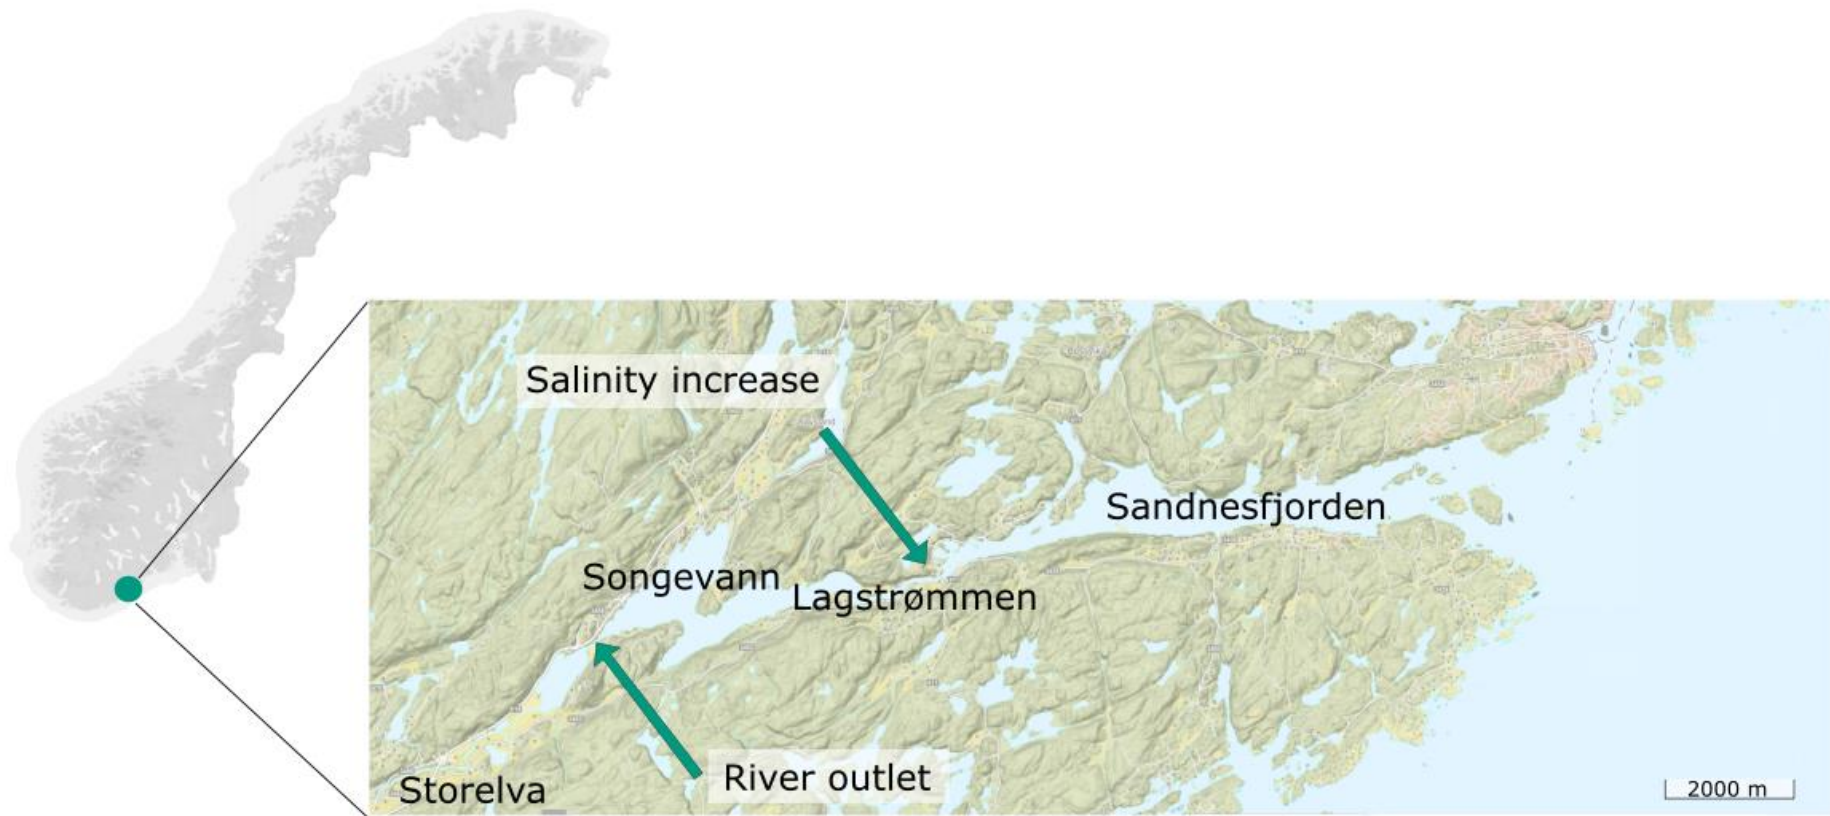 Salinity increase
Sandnesfjorden
Songevann
Lagstrømmen
River outlet
Storelva
2000 m